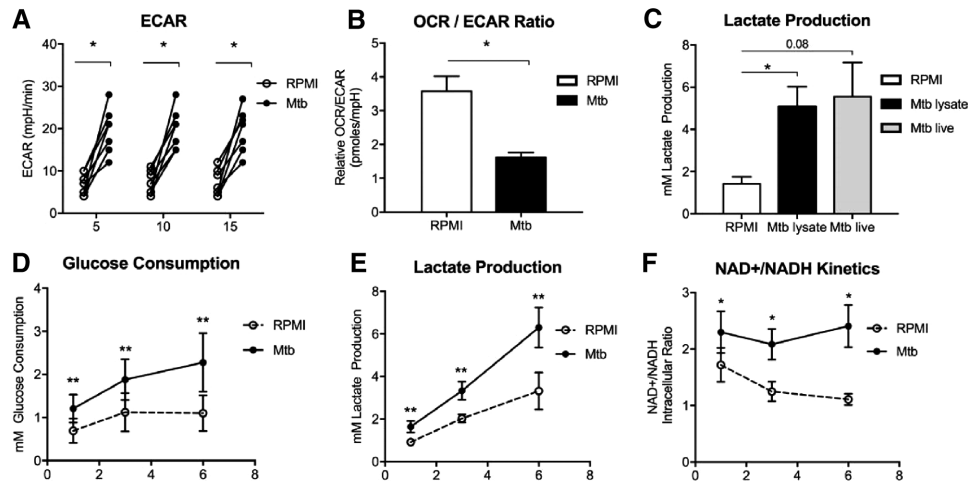 A
ECAR
ECAR (mpH/min)
40
30
20
10
0
*
*
*
5
10
15
RPMI
Mtb
B
OCR / ECAR Ratio
Relative OCR/ECAR
(pmoles/mpH)
5
4
3
2
1
0
*
RPMI
Mtb
RPMI
Mtb
C
Lactate Production
mM Lactate Production
8
6
4
2
0
0.08
*
RPMI
Mtb lysate
Mtb live
RPMI
Mtb lysate
Mtb live
D
Glucose Consumption
mM Glucose Consumption
4
3
2
1
0
**
**
**
0
2
4
6
8
RPMI
Mtb
E
Lactate Production
mM Lactate Production
8
6
4
2
0
**
**
**
0
2
4
6
8
RPMI
Mtb
F
NAD+/NADH Kinetics
NAD+/NADH
Intracellular Ratio
3
2
1
0
*
*
*
0
2
4
6
8
RPMI
Mtb